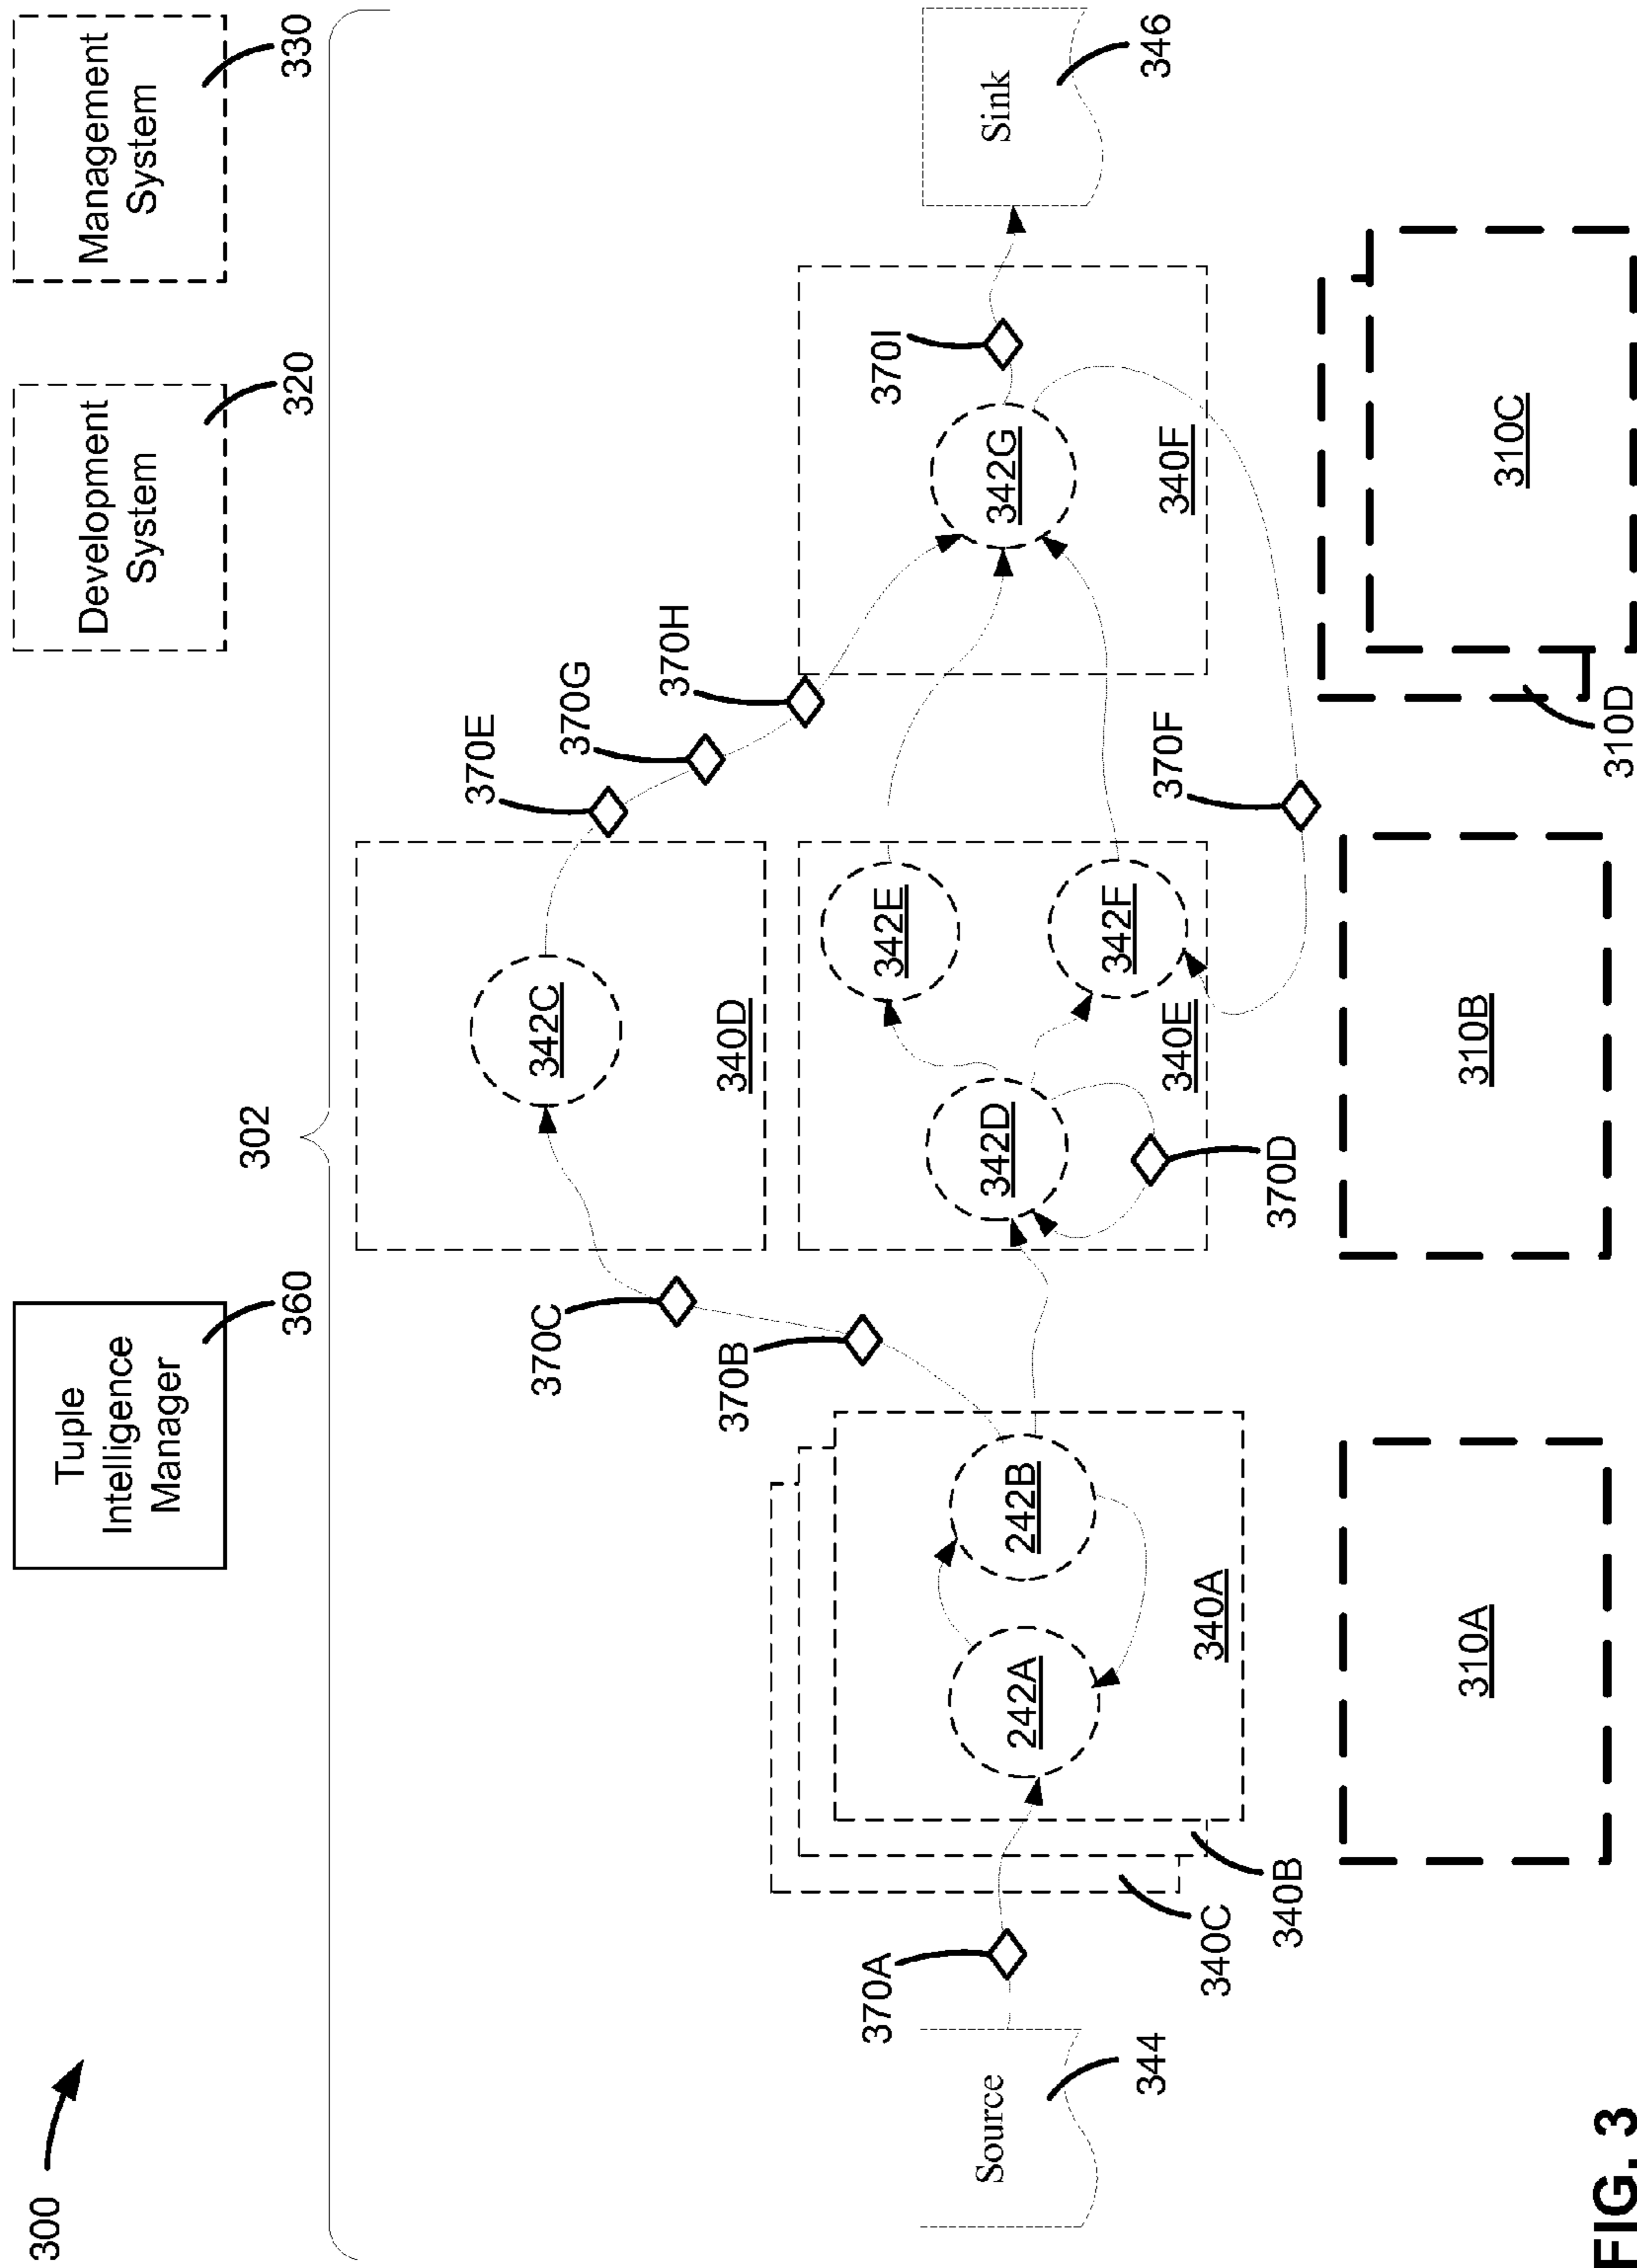 300
Tuple
Intelligence
Manager
360
Development
System
320
Management
System
330
302
370E
370G
370H
370C
342C
340D
370B
370I
370A
Source
344
242A
242B
340A
340B
340C
342D
342E
342F
340E
370D
370F
342G
340F
Sink
346
310A
310B
310C
310D
FIG. 3